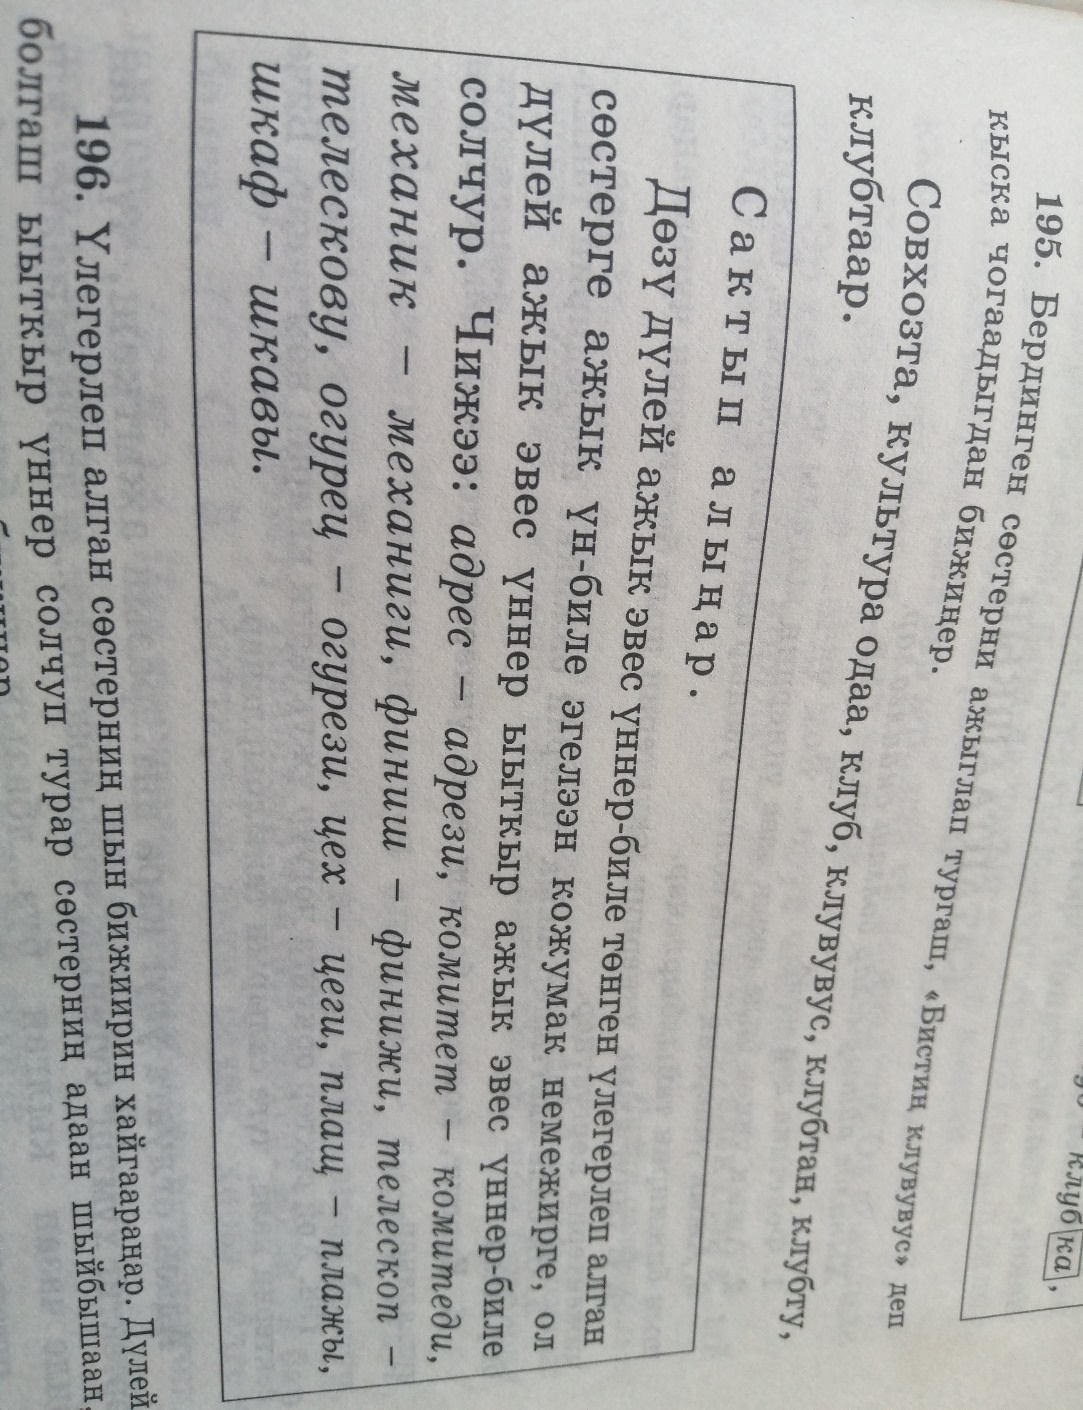 клуб ка ,
195. Бердинген сөстерни ажыглап тургаш, «Бистиң клувувус» деп
кыска чогаадыгдан бижиңер.
Совхозта, культура одаа, клуб, клувувус, клубтан, клубту,
клубтаар.
Сактып алыңар.
Дөзү дүлей ажык эвес үннер-биле төнген үлегерлеп алган
сөстерге ажык үн-биле эгелээн кожумак немежирге, ол
дүлей ажык эвес үннер ыыткыр ажык эвес үннер-биле
солчур. Чижээ: адрес – адрези, комитет – комитеди,
механик – механиги, финиш – финижи, телескоп –
телескову, огурец – огурези, цех – цеги, плащ – плажы,
шкаф – шкавы.
196. Үлегерлеп алган сөстерниң шын бижиирин хайгаараңар. Дүлей
болгаш ыыткыр үннер солчуп турар сөстерниң адаан шыйбышаан,